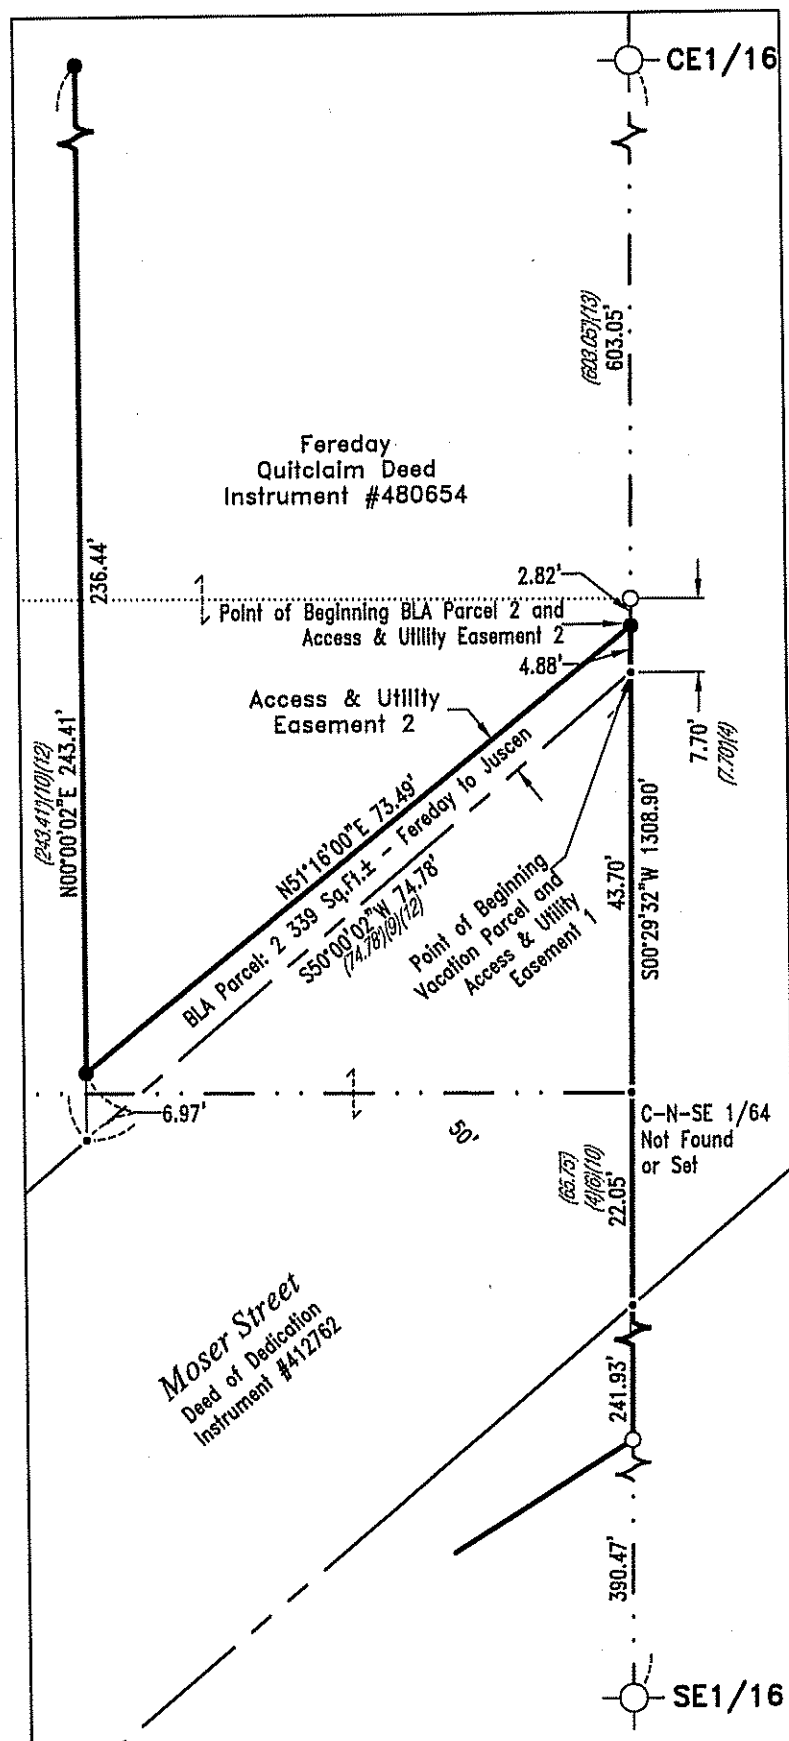 CE1/16
(603.05)(13)
603.05'
Fereday
Quitclaim Deed
Instrument #480654
236.44'
2.82'
Point of Beginning BLA Parcel 2 and
Access & Utility Easement 2
4.88'
Access & Utility
Easement 2
7.70'
(7.70)(4)
(243.41)(10)(12)
N00°00'02"E 243.41'
N51°16'00"E 73.49'
BLA Parcel: 2 339 Sq.Ft.± - Fereday to Juscen
S50°00'02"W 74.78'
(74.78)(9)(12)
Point of Beginning
Vacation Parcel and
Access & Utility
Easement 1
43.70'
S00°29'32"W 1308.90'
6.97'
50'
C-N-SE 1/64
Not Found
or Set
(65.75)
(4)(6)(10)
22.05'
Moser Street
Deed of Dedication
Instrument #412762
241.93'
390.47'
SE1/16